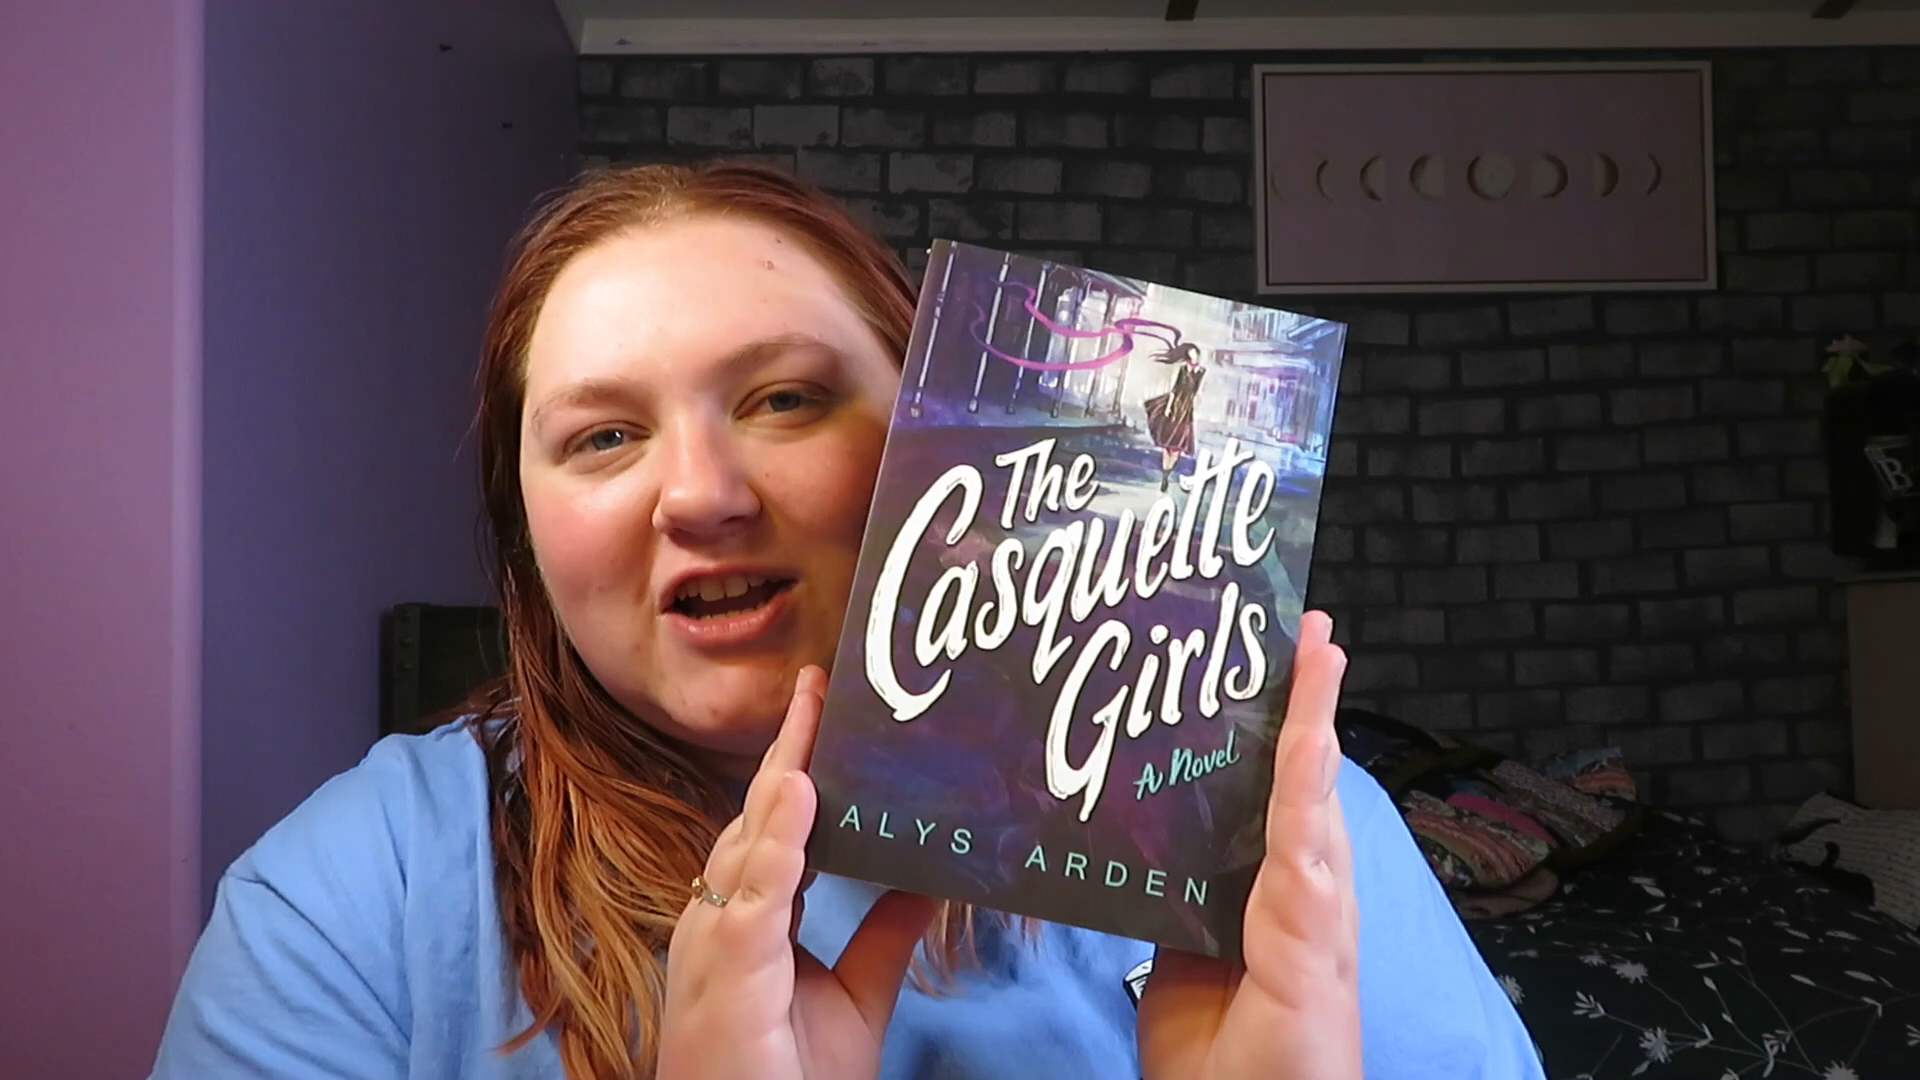 The
Casquette
Girls
A Novel
ALYS ARDEN
B